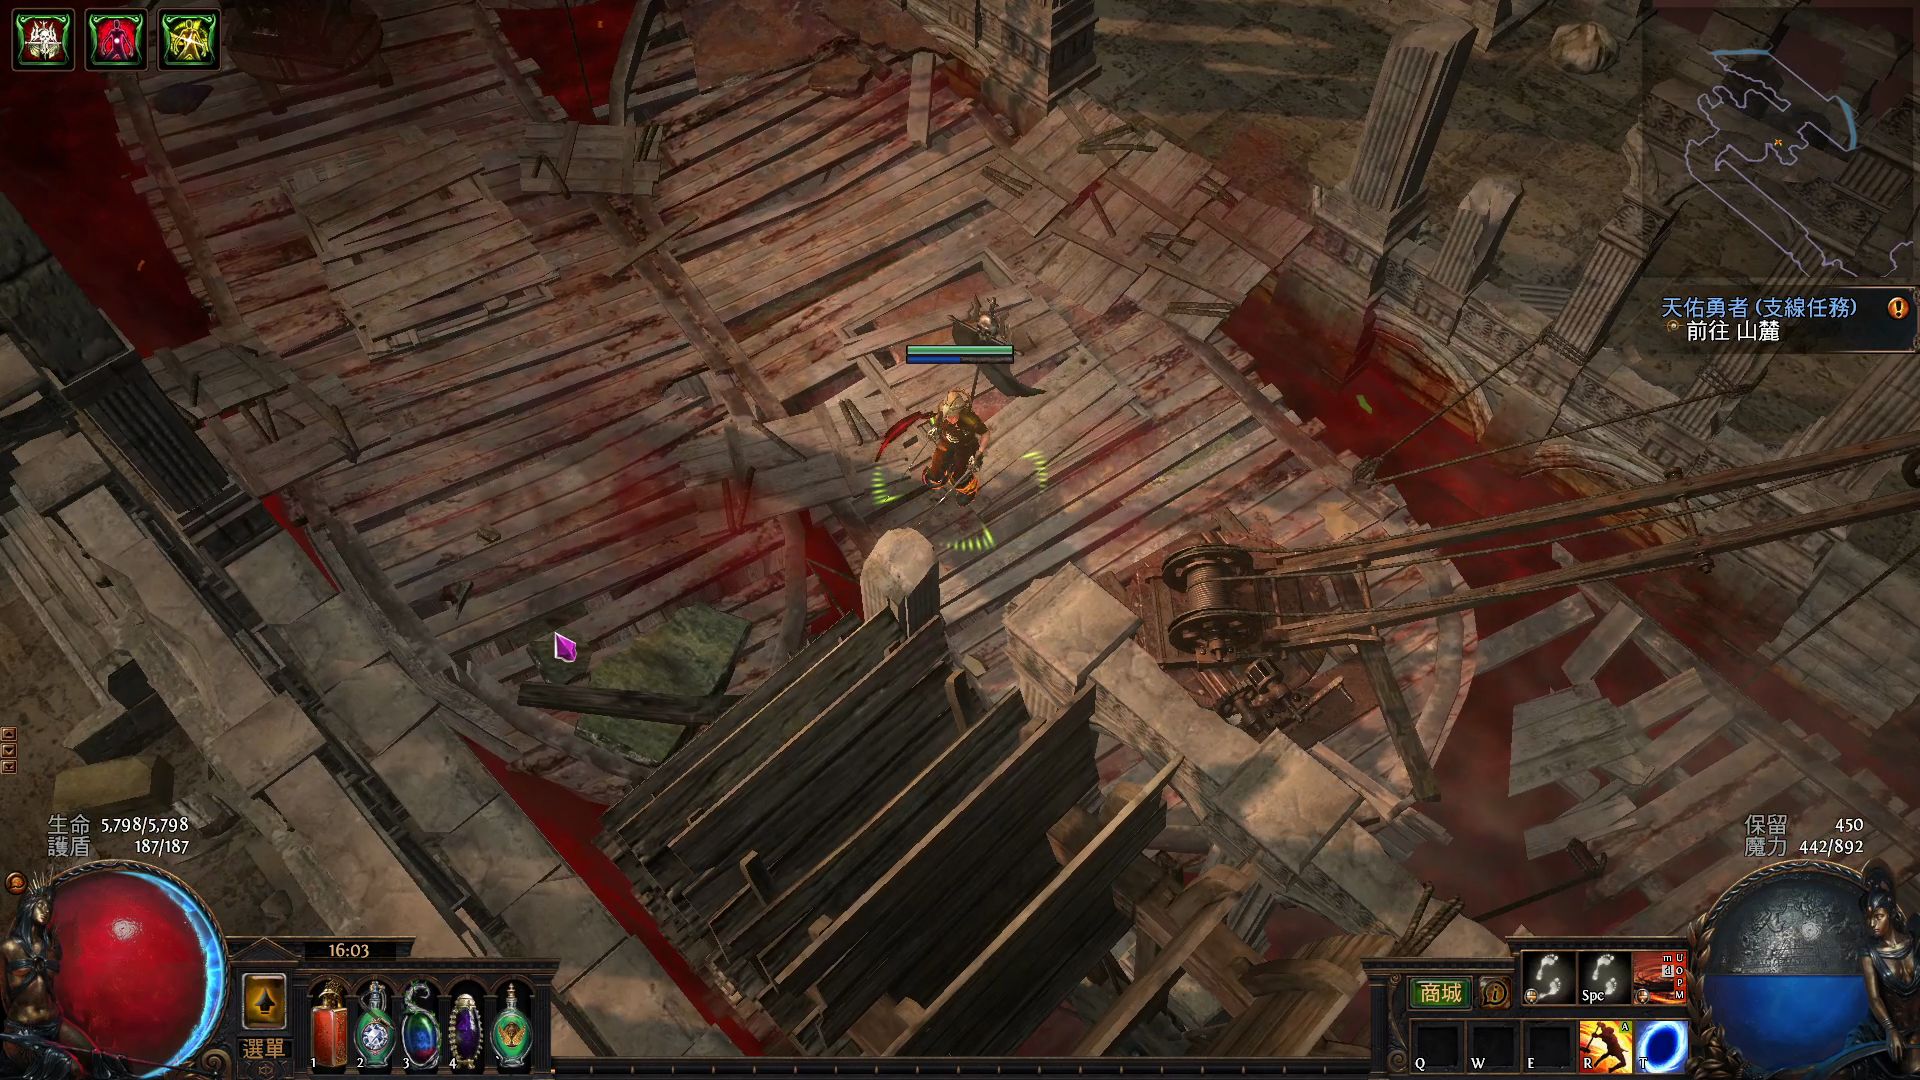 天佑勇者 (支線任務)
前往 山麓
生命 5,798/5,798
護盾 187/187
保留 450
魔力 442/892
16:03
選單
1 2 3 4
商城
Spc
m U
d O
P
M
Q W E R A T